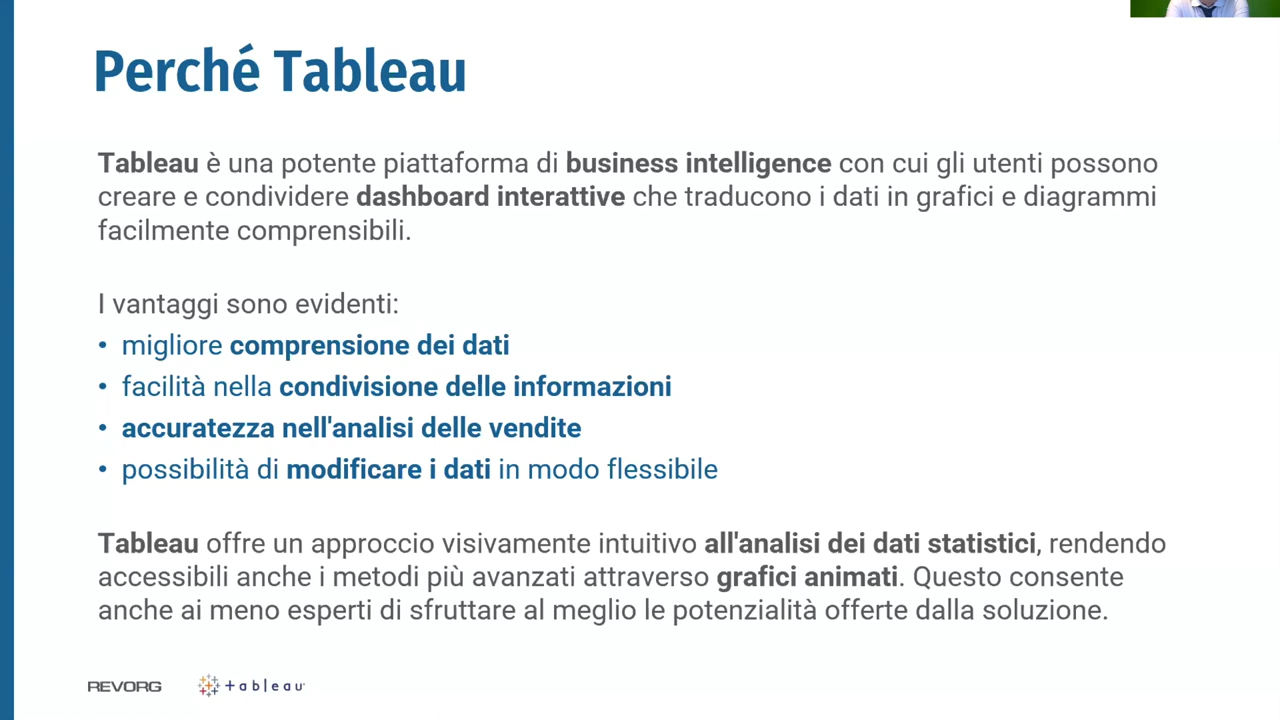 Perché Tableau
Tableau è una potente piattaforma di business intelligence con cui gli utenti possono
creare e condividere dashboard interattive che traducono i dati in grafici e diagrammi
facilmente comprensibili.
I vantaggi sono evidenti:
• migliore comprensione dei dati
• facilità nella condivisione delle informazioni
• accuratezza nell'analisi delle vendite
• possibilità di modificare i dati in modo flessibile
Tableau offre un approccio visivamente intuitivo all'analisi dei dati statistici, rendendo
accessibili anche i metodi più avanzati attraverso grafici animati. Questo consente
anche ai meno esperti di sfruttare al meglio le potenzialità offerte dalla soluzione.
REVORG +ableau